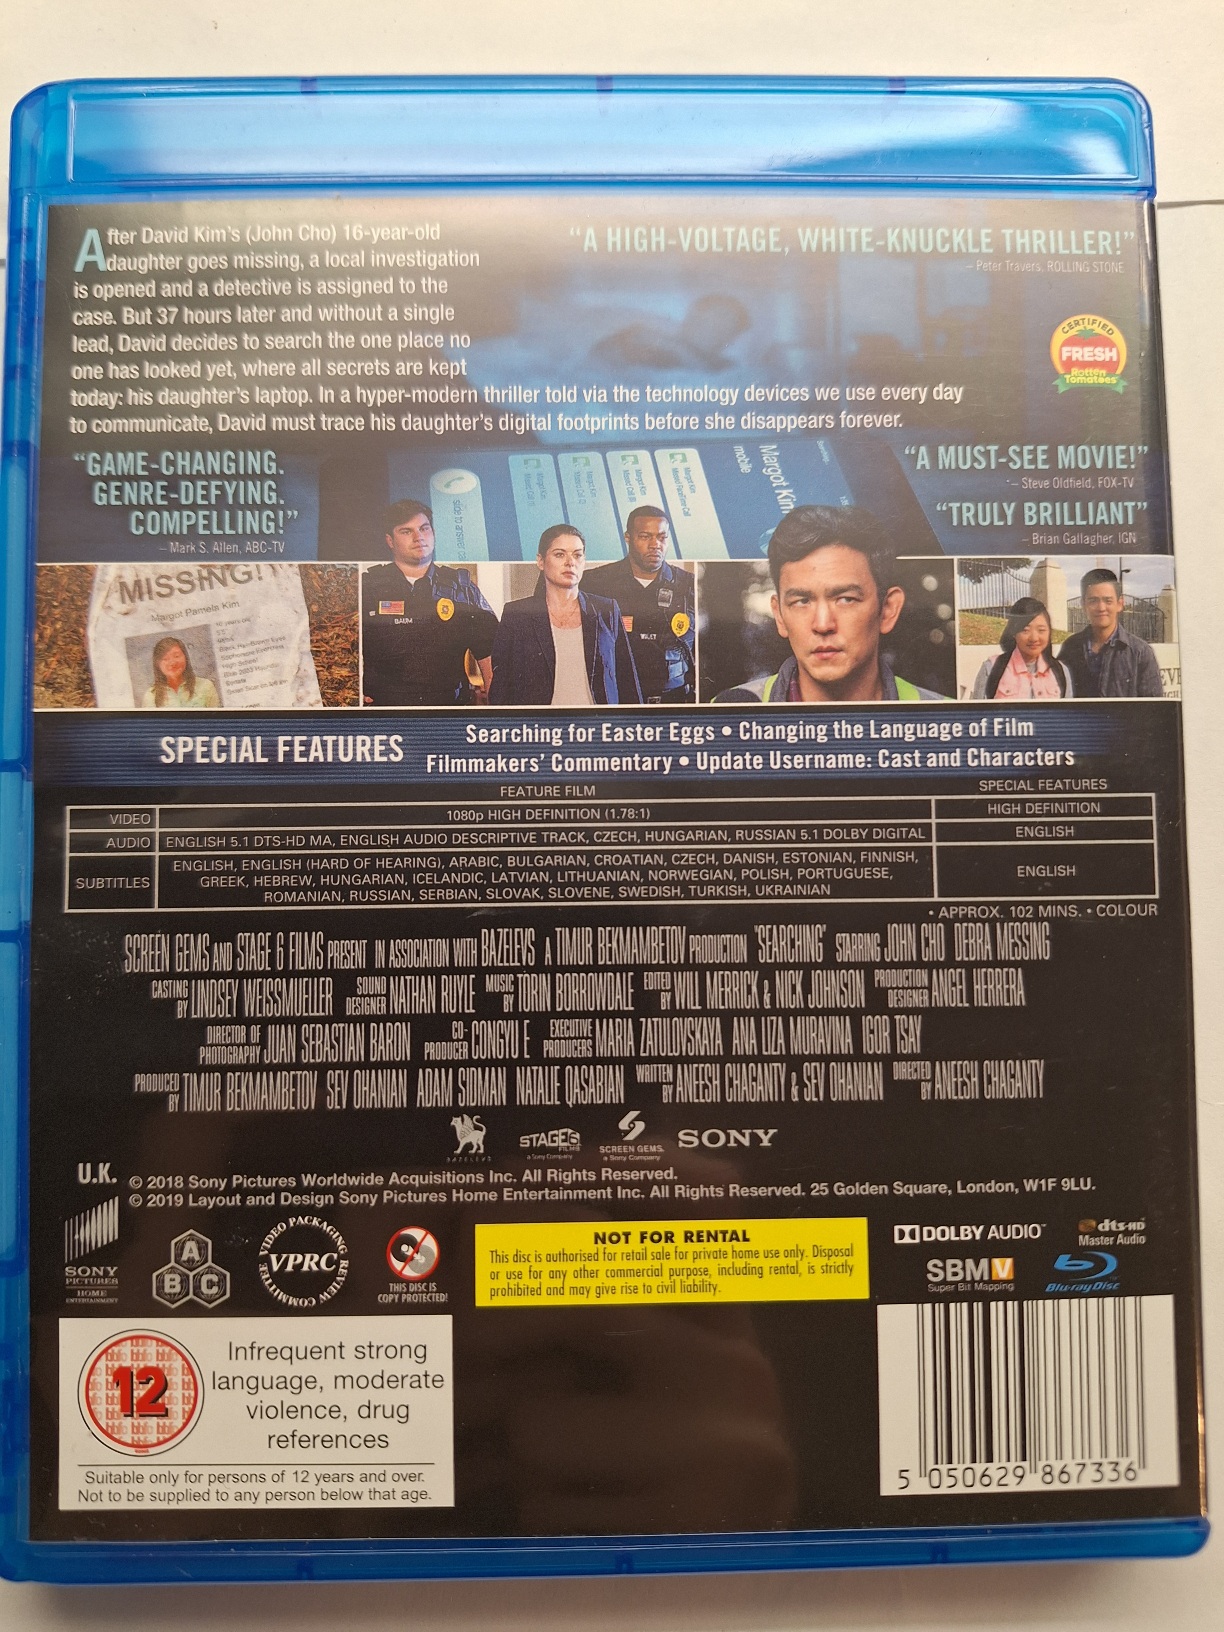 After David Kim's (John Cho) 16-year-old
daughter goes missing, a local investigation
is opened and a detective is assigned to the
case. But 37 hours later and without a single
lead, David decides to search the one place no
one has looked yet, where all secrets are kept
today: his daughter's laptop. In a hyper-modern thriller told via the technology devices we use every day
to communicate, David must trace his daughter's digital footprints before she disappears forever.
"A HIGH-VOLTAGE, WHITE-KNUCKLE THRILLER!"
– Peter Travers, ROLLING STONE
CERTIFIED
FRESH
Rotten
Tomatoes
"GAME-CHANGING.
GENRE-DEFYING.
COMPELLING!"
– Mark S. Allen, ABC-TV
slide to answer
Margot Kim
mobile
"A MUST-SEE MOVIE!"
– Steve Oldfield, FOX-TV
"TRULY BRILLIANT"
– Brian Gallagher, IGN
MISSING!
Margot Pamela Kim
BAUM
SPECIAL FEATURES
Searching for Easter Eggs • Changing the Language of Film
Filmmakers' Commentary • Update Username: Cast and Characters
FEATURE FILM
SPECIAL FEATURES
VIDEO
1080p HIGH DEFINITION (1.78:1)
HIGH DEFINITION
AUDIO
ENGLISH 5.1 DTS-HD MA, ENGLISH AUDIO DESCRIPTIVE TRACK, CZECH, HUNGARIAN, RUSSIAN 5.1 DOLBY DIGITAL
ENGLISH
SUBTITLES
ENGLISH, ENGLISH (HARD OF HEARING), ARABIC, BULGARIAN, CROATIAN, CZECH, DANISH, ESTONIAN, FINNISH,
GREEK, HEBREW, HUNGARIAN, ICELANDIC, LATVIAN, LITHUANIAN, NORWEGIAN, POLISH, PORTUGUESE,
ROMANIAN, RUSSIAN, SERBIAN, SLOVAK, SLOVENE, SWEDISH, TURKISH, UKRAINIAN
ENGLISH
• APPROX. 102 MINS. • COLOUR
SCREEN GEMS AND STAGE 6 FILMS PRESENT IN ASSOCIATION WITH BAZELEVS A TIMUR BEKMAMBETOV PRODUCTION "SEARCHING" STARRING JOHN CHO DEBRA MESSING
CASTING BY LINDSEY WEISSMUELLER SOUND DESIGNER NATHAN RUYLE MUSIC BY TORIN BORROWDALE EDITED BY WILL MERRICK & NICK JOHNSON PRODUCTION DESIGNER ANGEL HERRERA
DIRECTOR OF PHOTOGRAPHY JUAN SEBASTIAN BARON CO-PRODUCER CONGYU E EXECUTIVE PRODUCERS MARIA ZATULOVSKAYA ANA LIZA MURAVINA IGOR TSAY
PRODUCED BY TIMUR BEKMAMBETOV SEV OHANIAN ADAM SIDMAN NATALIE QASABIAN WRITTEN BY ANEESH CHAGANTY & SEV OHANIAN DIRECTED BY ANEESH CHAGANTY
BAZELEVS
STAGE6
FILMS
a Sony Company
SCREEN GEMS.
a Sony Company
SONY
U.K.
© 2018 Sony Pictures Worldwide Acquisitions Inc. All Rights Reserved.
© 2019 Layout and Design Sony Pictures Home Entertainment Inc. All Rights Reserved. 25 Golden Square, London, W1F 9LU.
SONY
PICTURES
HOME
ENTERTAINMENT
A
B C
VIDEO PACKAGING REVIEW COMMITTEE
VPRC
THIS DISC IS
COPY PROTECTED!
NOT FOR RENTAL
This disc is authorised for retail sale for private home use only. Disposal
or use for any other commercial purpose, including rental, is strictly
prohibited and may give rise to civil liability.
DOLBY AUDIO™
dts-HD
Master Audio
SBMV
Super Bit Mapping
Blu-ray Disc
12
Infrequent strong
language, moderate
violence, drug
references
Suitable only for persons of 12 years and over.
Not to be supplied to any person below that age.
5 050629 867336